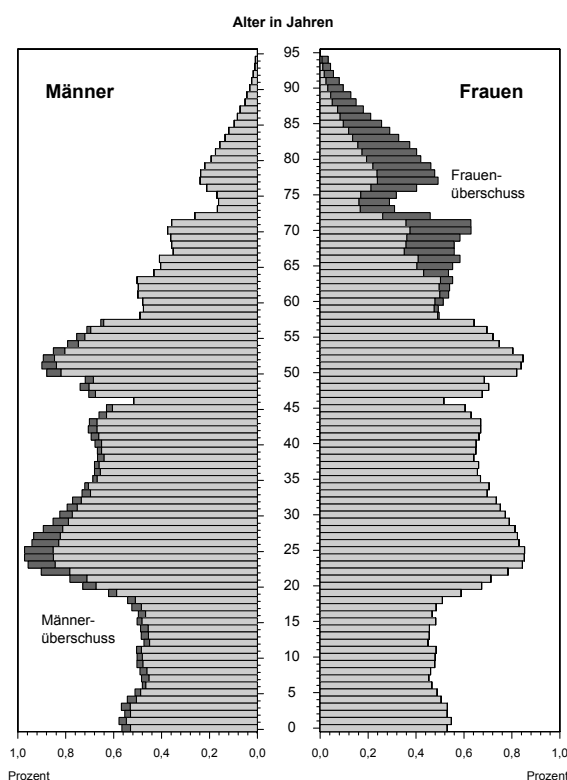 Alter in Jahren
Männer
Frauen
95
90
85
80
75
70
65
60
55
50
45
40
35
30
25
20
15
10
5
0
Frauen-
überschuss
Männer-
überschuss
1,0 0,8 0,6 0,4 0,2 0,0
0,0 0,2 0,4 0,6 0,8 1,0
Prozent
Prozent